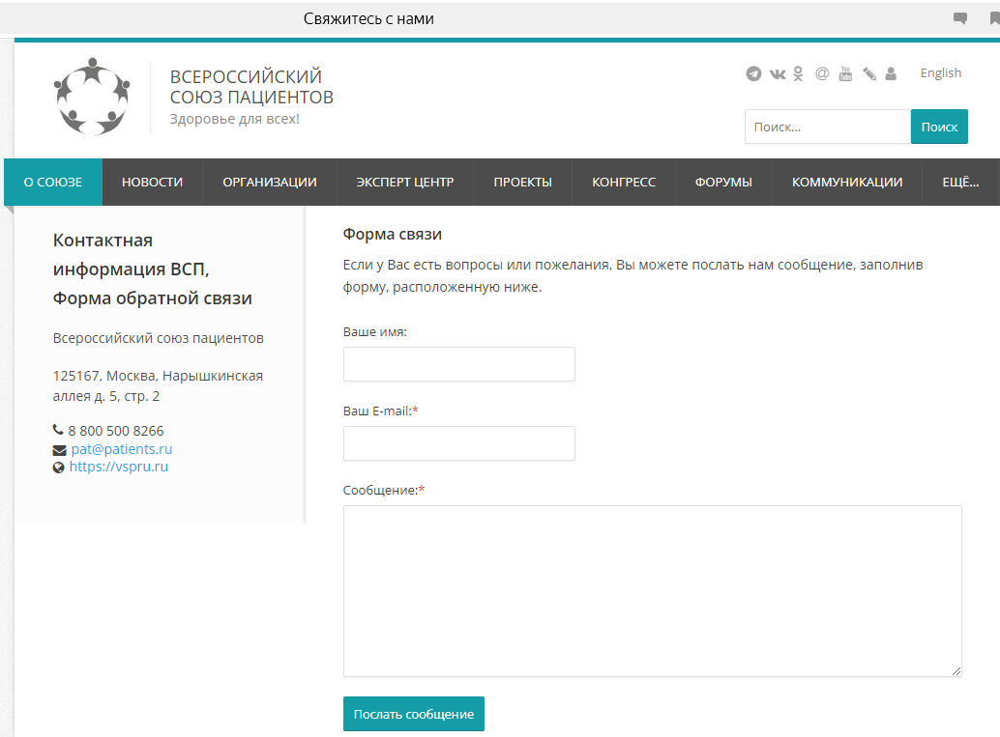 Свяжитесь с нами
ВСЕРОССИЙСКИЙ
СОЮЗ ПАЦИЕНТОВ
Здоровье для всех!
English
Поиск...
Поиск
О СОЮЗЕ
НОВОСТИ
ОРГАНИЗАЦИИ
ЭКСПЕРТ ЦЕНТР
ПРОЕКТЫ
КОНГРЕСС
ФОРУМЫ
КОММУНИКАЦИИ
ЕЩЁ...
Контактная
информация ВСП,
Форма обратной связи
Всероссийский союз пациентов
125167, Москва, Нарышкинская
аллея д. 5, стр. 2
8 800 500 8266
pat@patients.ru
https://vspru.ru
Форма связи
Если у Вас есть вопросы или пожелания, Вы можете послать нам сообщение, заполнив
форму, расположенную ниже.
Ваше имя:
Ваш E-mail:*
Сообщение:*
Послать сообщение